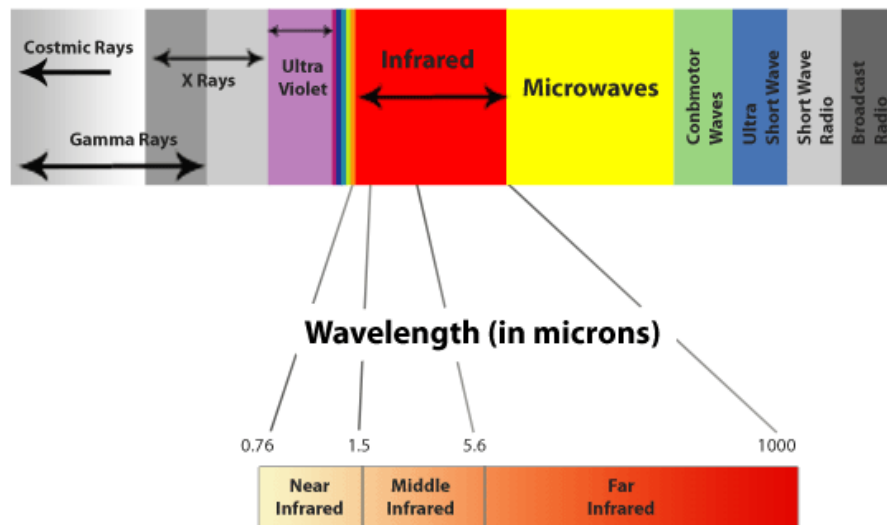 Costmic Rays
X Rays
Gamma Rays
Ultra
Violet
Infrared
Microwaves
Conbmotor
Waves
Ultra
Short Wave
Short Wave
Radio
Broadcast
Radio
Wavelength (in microns)
0.76
1.5
5.6
1000
Near
Infrared
Middle
Infrared
Far
Infrared